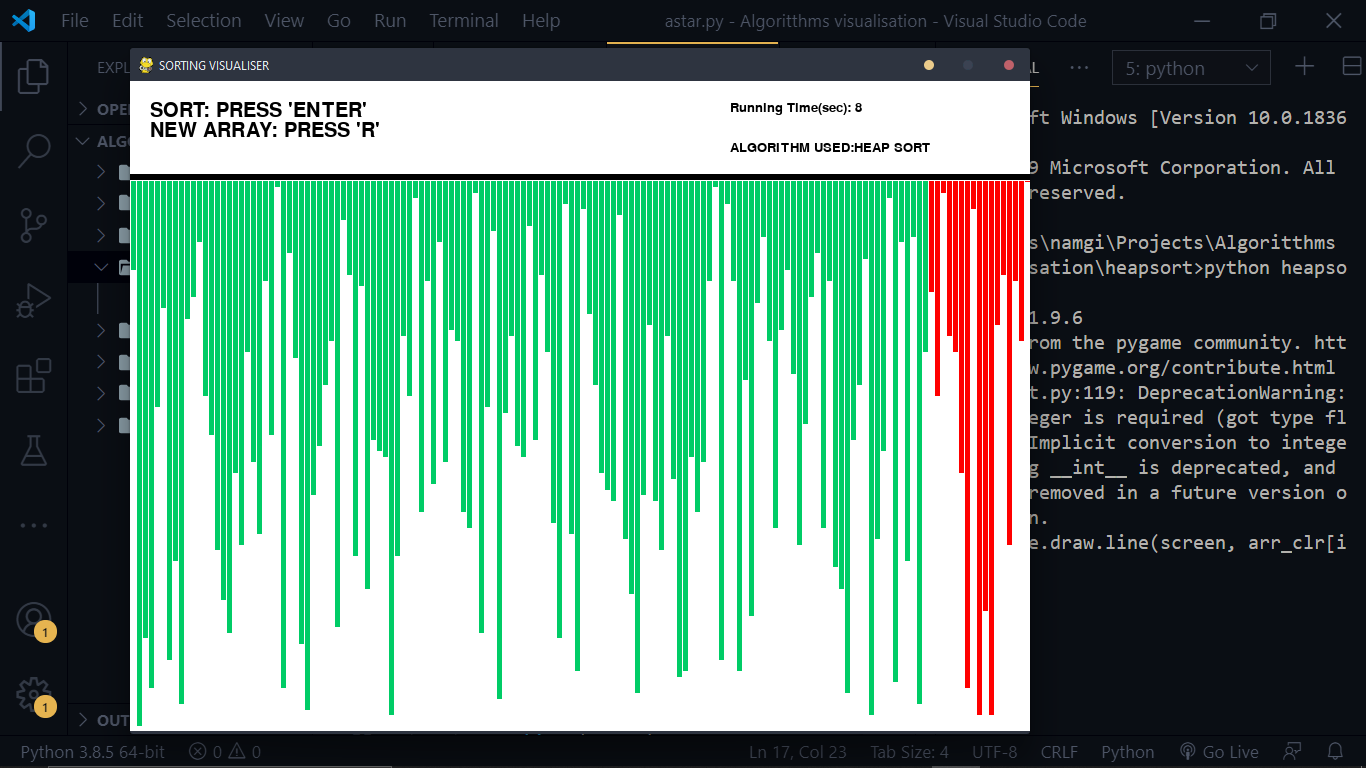 File Edit Selection View Go Run Terminal Help
astar.py - Algoritthms visualisation - Visual Studio Code
EXPL
AL
5: python
SORTING VISUALISER
SORT: PRESS 'ENTER'
NEW ARRAY: PRESS 'R'
Running Time(sec): 8
ALGORITHM USED:HEAP SORT
OPE
ALGO
ft Windows [Version 10.0.1836
9 Microsoft Corporation. All
reserved.
s\namgi\Projects\Algoritthms
sation\heapsort>python heapso
1.9.6
rom the pygame community. htt
w.pygame.org/contribute.html
t.py:119: DeprecationWarning:
eger is required (got type fl
Implicit conversion to intege
g __int__ is deprecated, and
removed in a future version o
n.
e.draw.line(screen, arr_clr[i
1
1
OUT
Python 3.8.5 64-bit
0
0
Ln 17, Col 23
Tab Size: 4
UTF-8
CRLF
Python
Go Live